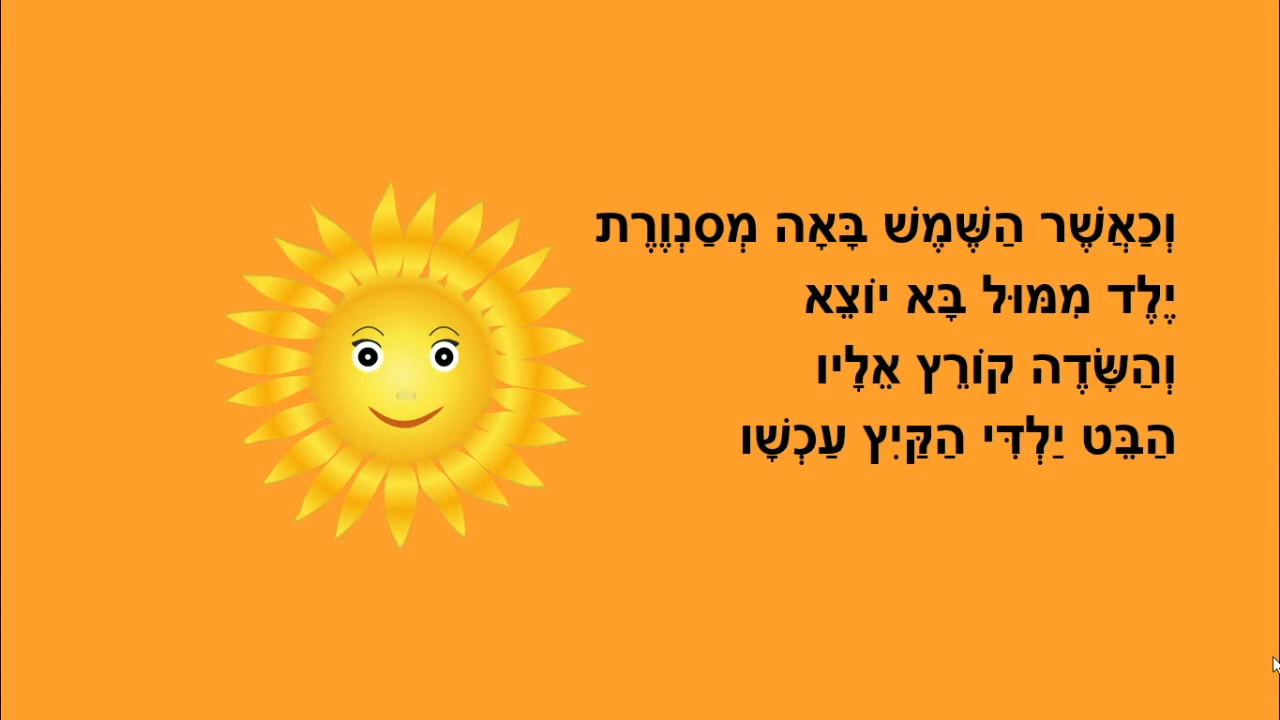 וְכַאֲשֶׁר הַשֶּׁמֶשׁ בָּאָה מְסַנְוֶרֶת
יֶלֶד מִמּוּל בָּא יוֹצֵא
וְהַשָּׂדֶה קוֹרֵץ אֵלָיו
הַבֵּט יַלְדִּי הַקַּיִץ עַכְשָׁו